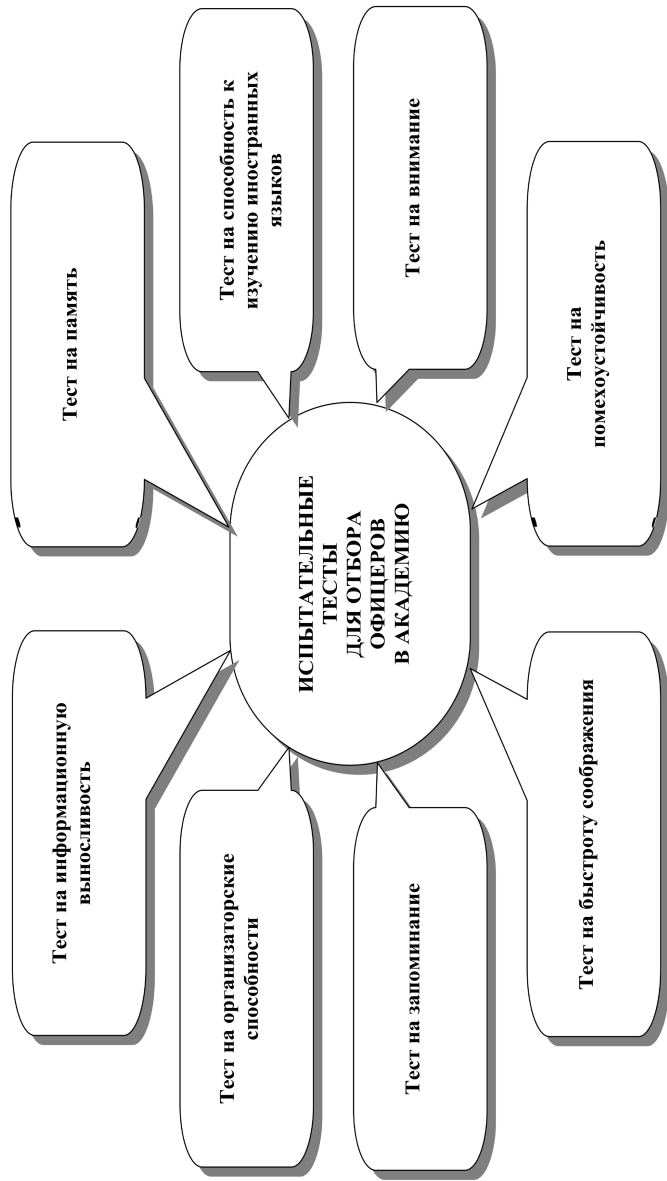 Тест на информационную
выносливость
Тест на память
Тест на организаторские
способности
Тест на способность к
изучению иностранных
языков
ИСПЫТАТЕЛЬНЫЕ
ТЕСТЫ
ДЛЯ ОТБОРА
ОФИЦЕРОВ
В АКАДЕМИЮ
Тест на запоминание
Тест на внимание
Тест на быстроту соображения
Тест на
помехоустойчивость